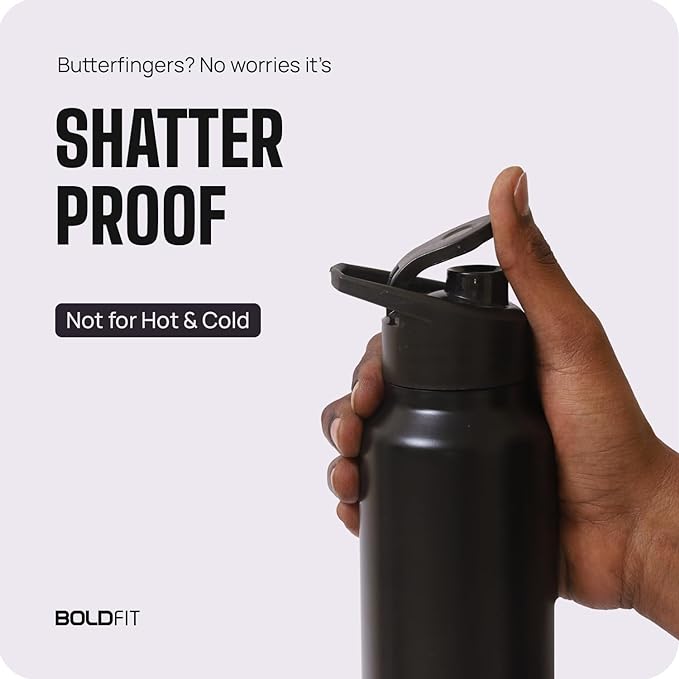 Butterfingers? No worries it's
SHATTER
PROOF
Not for Hot & Cold
BOLDFIT